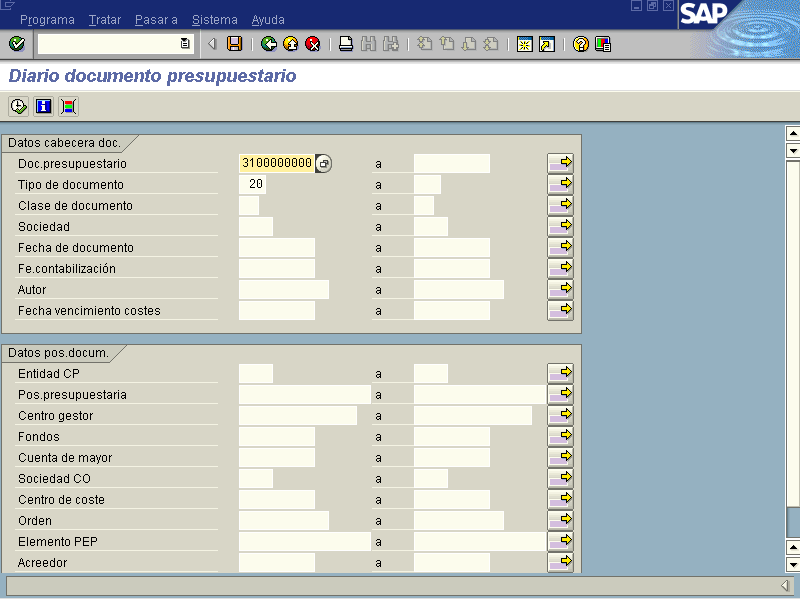 Programa Tratar Pasar a Sistema Ayuda
SAP
Diario documento presupuestario
Datos cabecera doc.
Doc.presupuestario 3100000000 a
Tipo de documento 20 a
Clase de documento a
Sociedad a
Fecha de documento a
Fe.contabilización a
Autor a
Fecha vencimiento costes a
Datos pos.docum.
Entidad CP a
Pos.presupuestaria a
Centro gestor a
Fondos a
Cuenta de mayor a
Sociedad CO a
Centro de coste a
Orden a
Elemento PEP a
Acreedor a